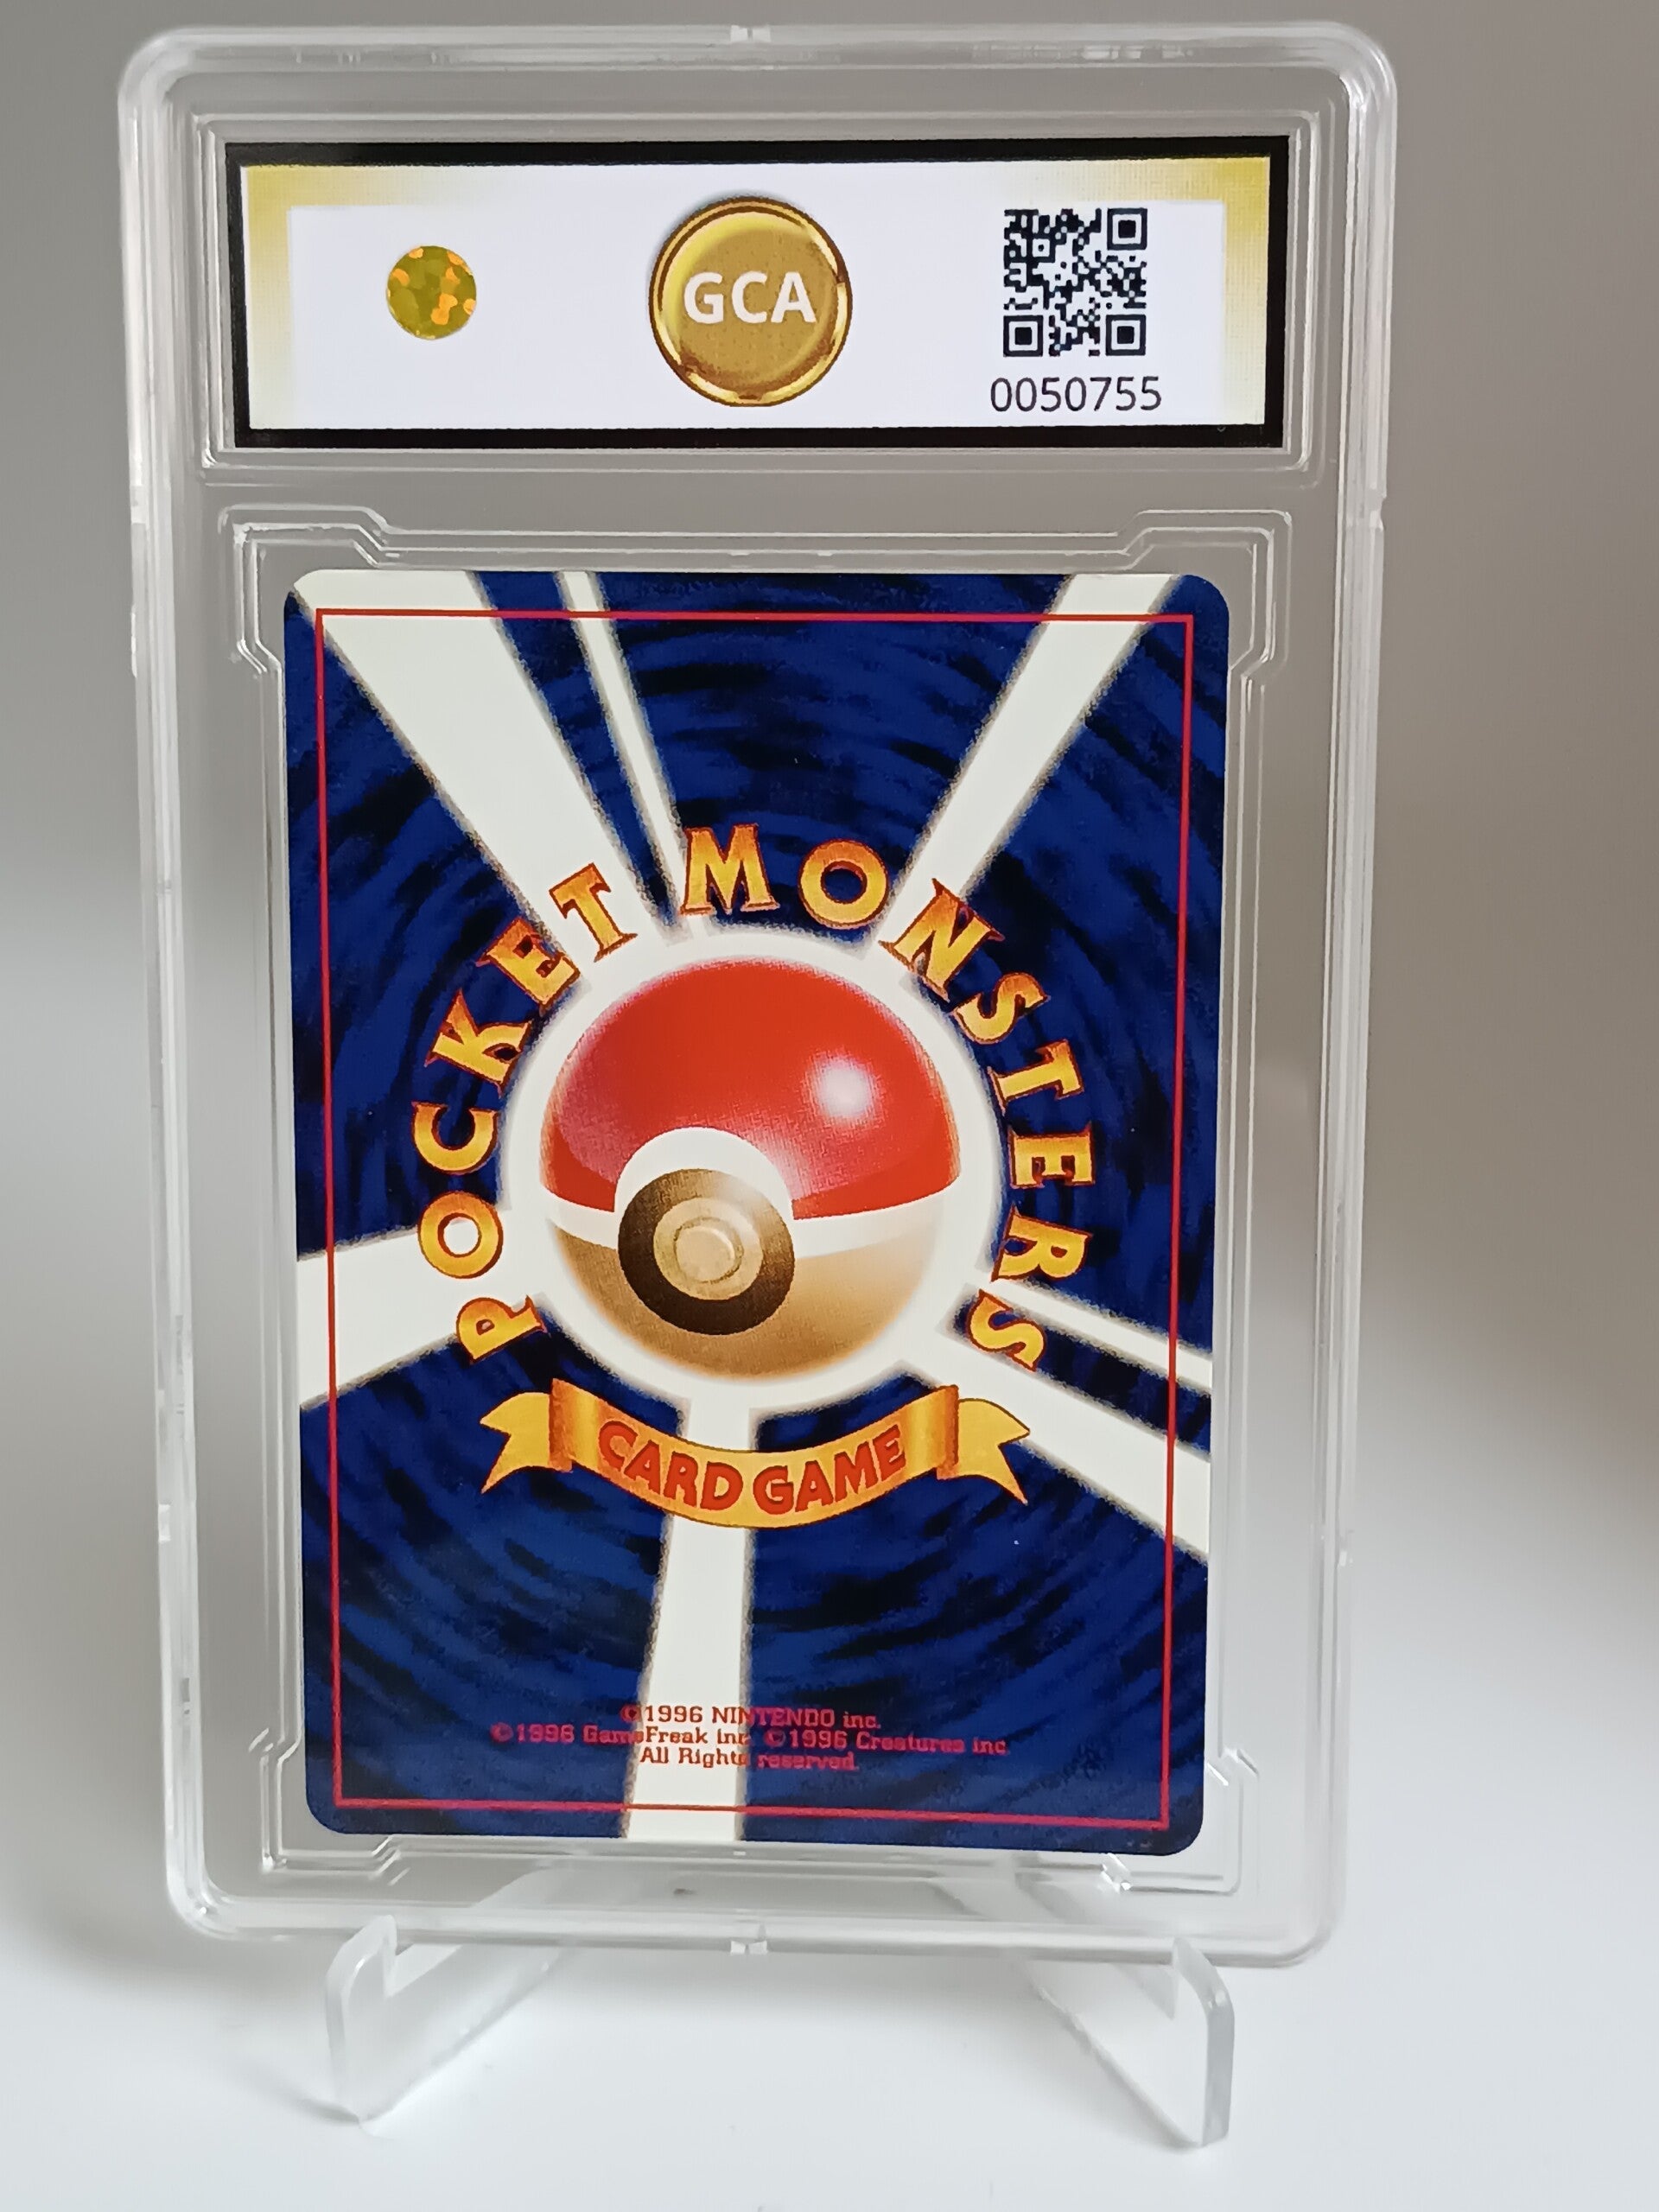 GCA
0050755
POCKET MONSTERS
CARD GAME
©1996 NINTENDO inc.
©1996 GameFreak inc. ©1996 Creatures inc.
All Rights reserved.